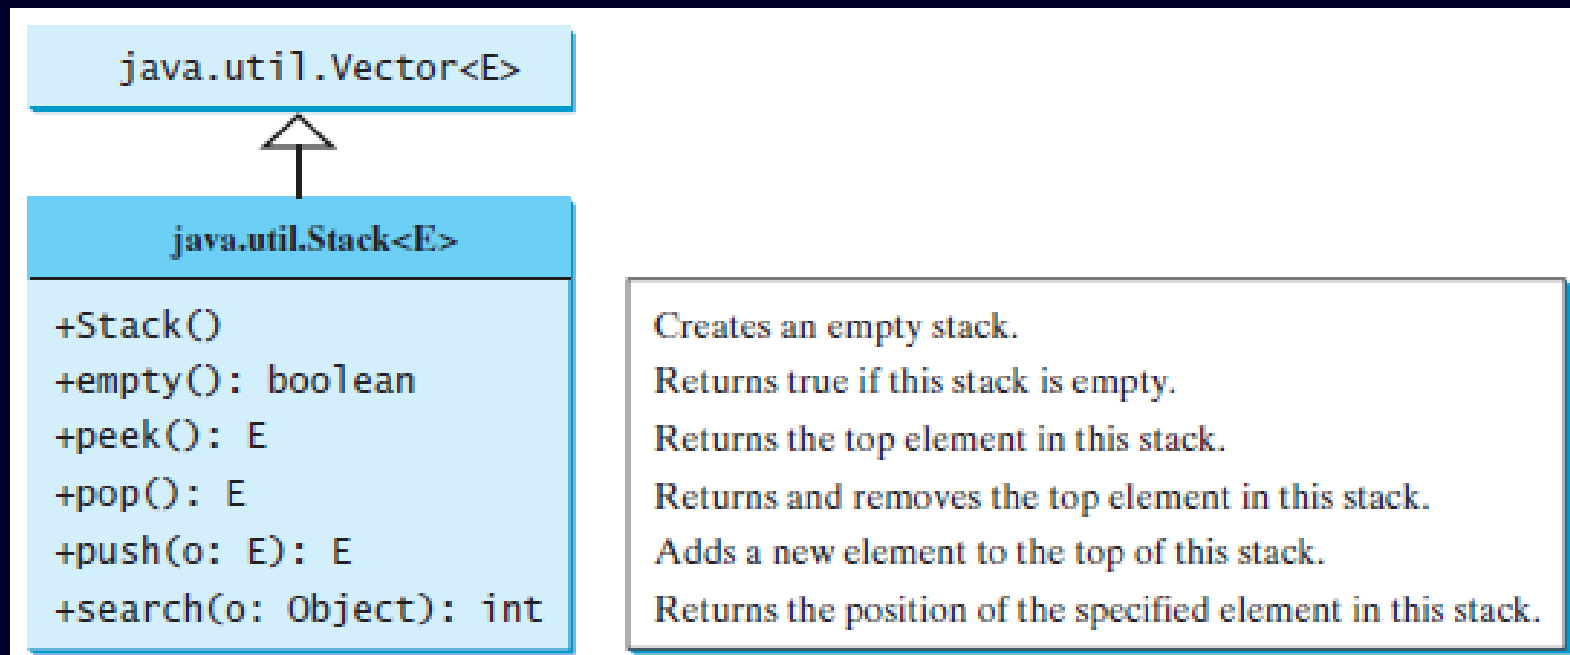 java.util.Vector<E>
java.util.Stack<E>
+Stack()
+empty(): boolean
+peek(): E
+pop(): E
+push(o: E): E
+search(o: Object): int
Creates an empty stack.
Returns true if this stack is empty.
Returns the top element in this stack.
Returns and removes the top element in this stack.
Adds a new element to the top of this stack.
Returns the position of the specified element in this stack.